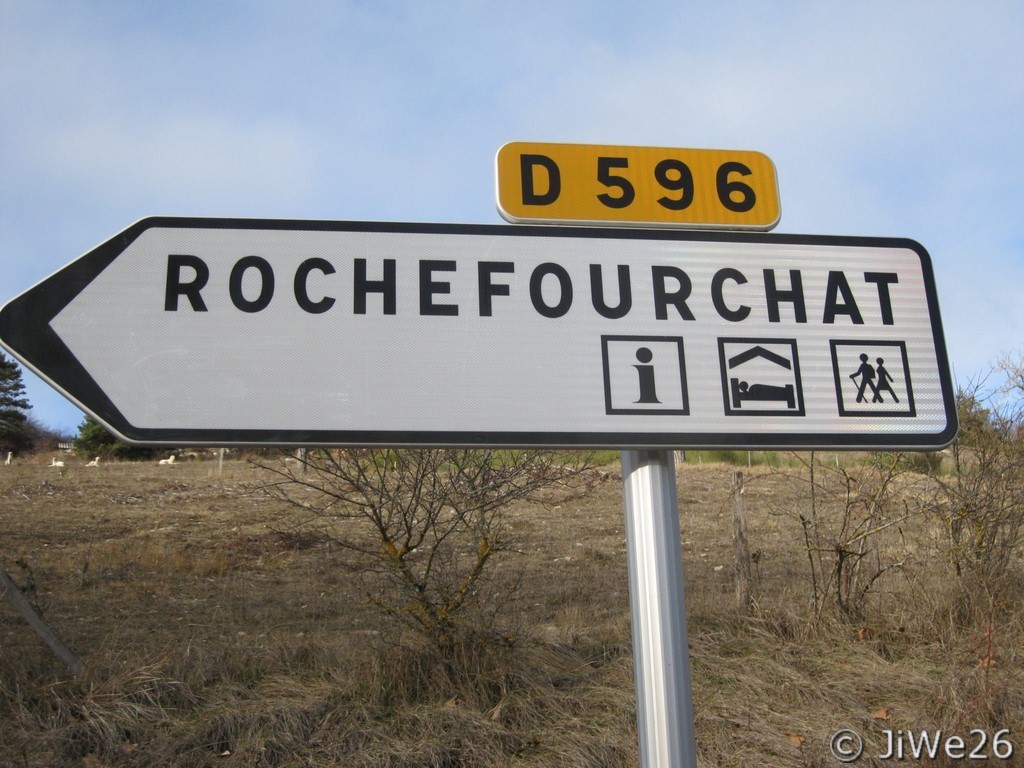 D 596
ROCHEFOURCHAT
i
© JiWe26